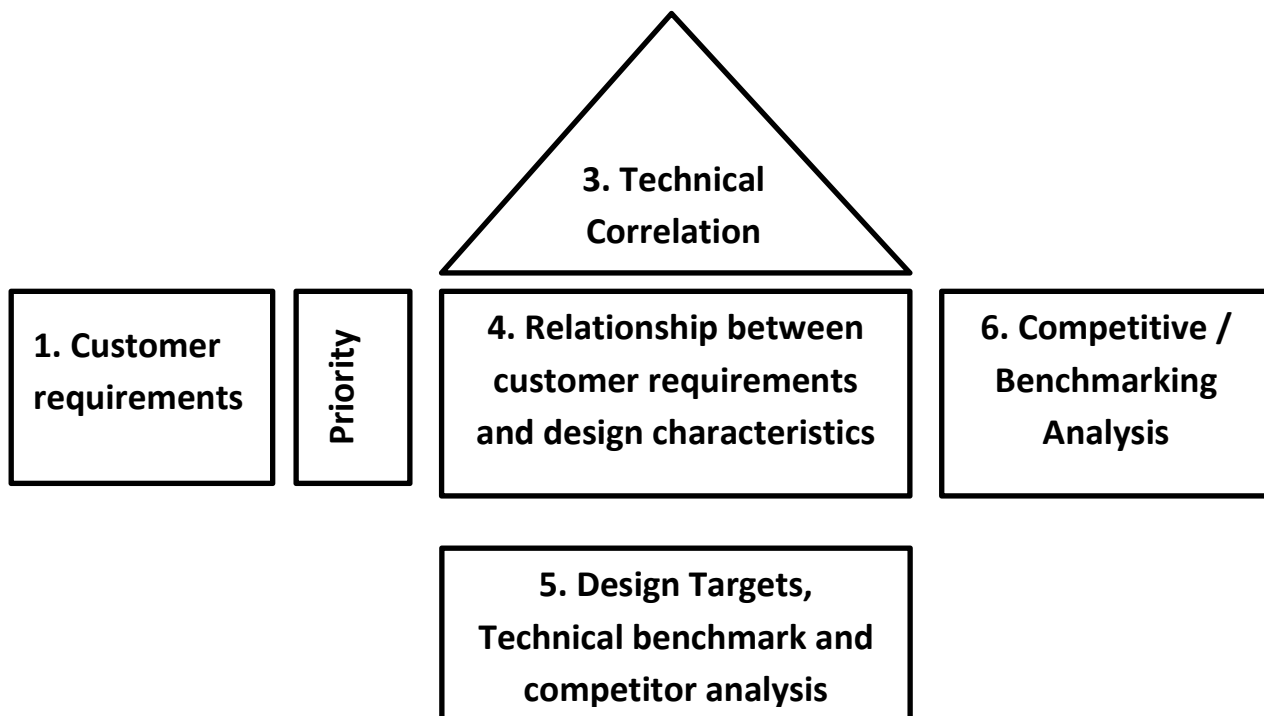 3. Technical
Correlation
1. Customer
requirements
Priority
4. Relationship between
customer requirements
and design characteristics
6. Competitive /
Benchmarking
Analysis
5. Design Targets,
Technical benchmark and
competitor analysis